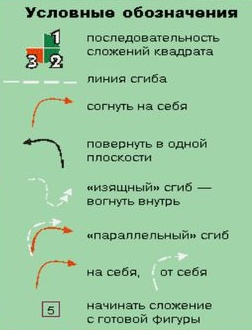 Условные обозначения
1
3 2
последовательность
сложений квадрата
линия сгиба
согнуть на себя
повернуть в одной
плоскости
«изящный» сгиб —
вогнуть внутрь
«параллельный» сгиб
на себя, от себя
5
начинать сложение
с готовой фигуры